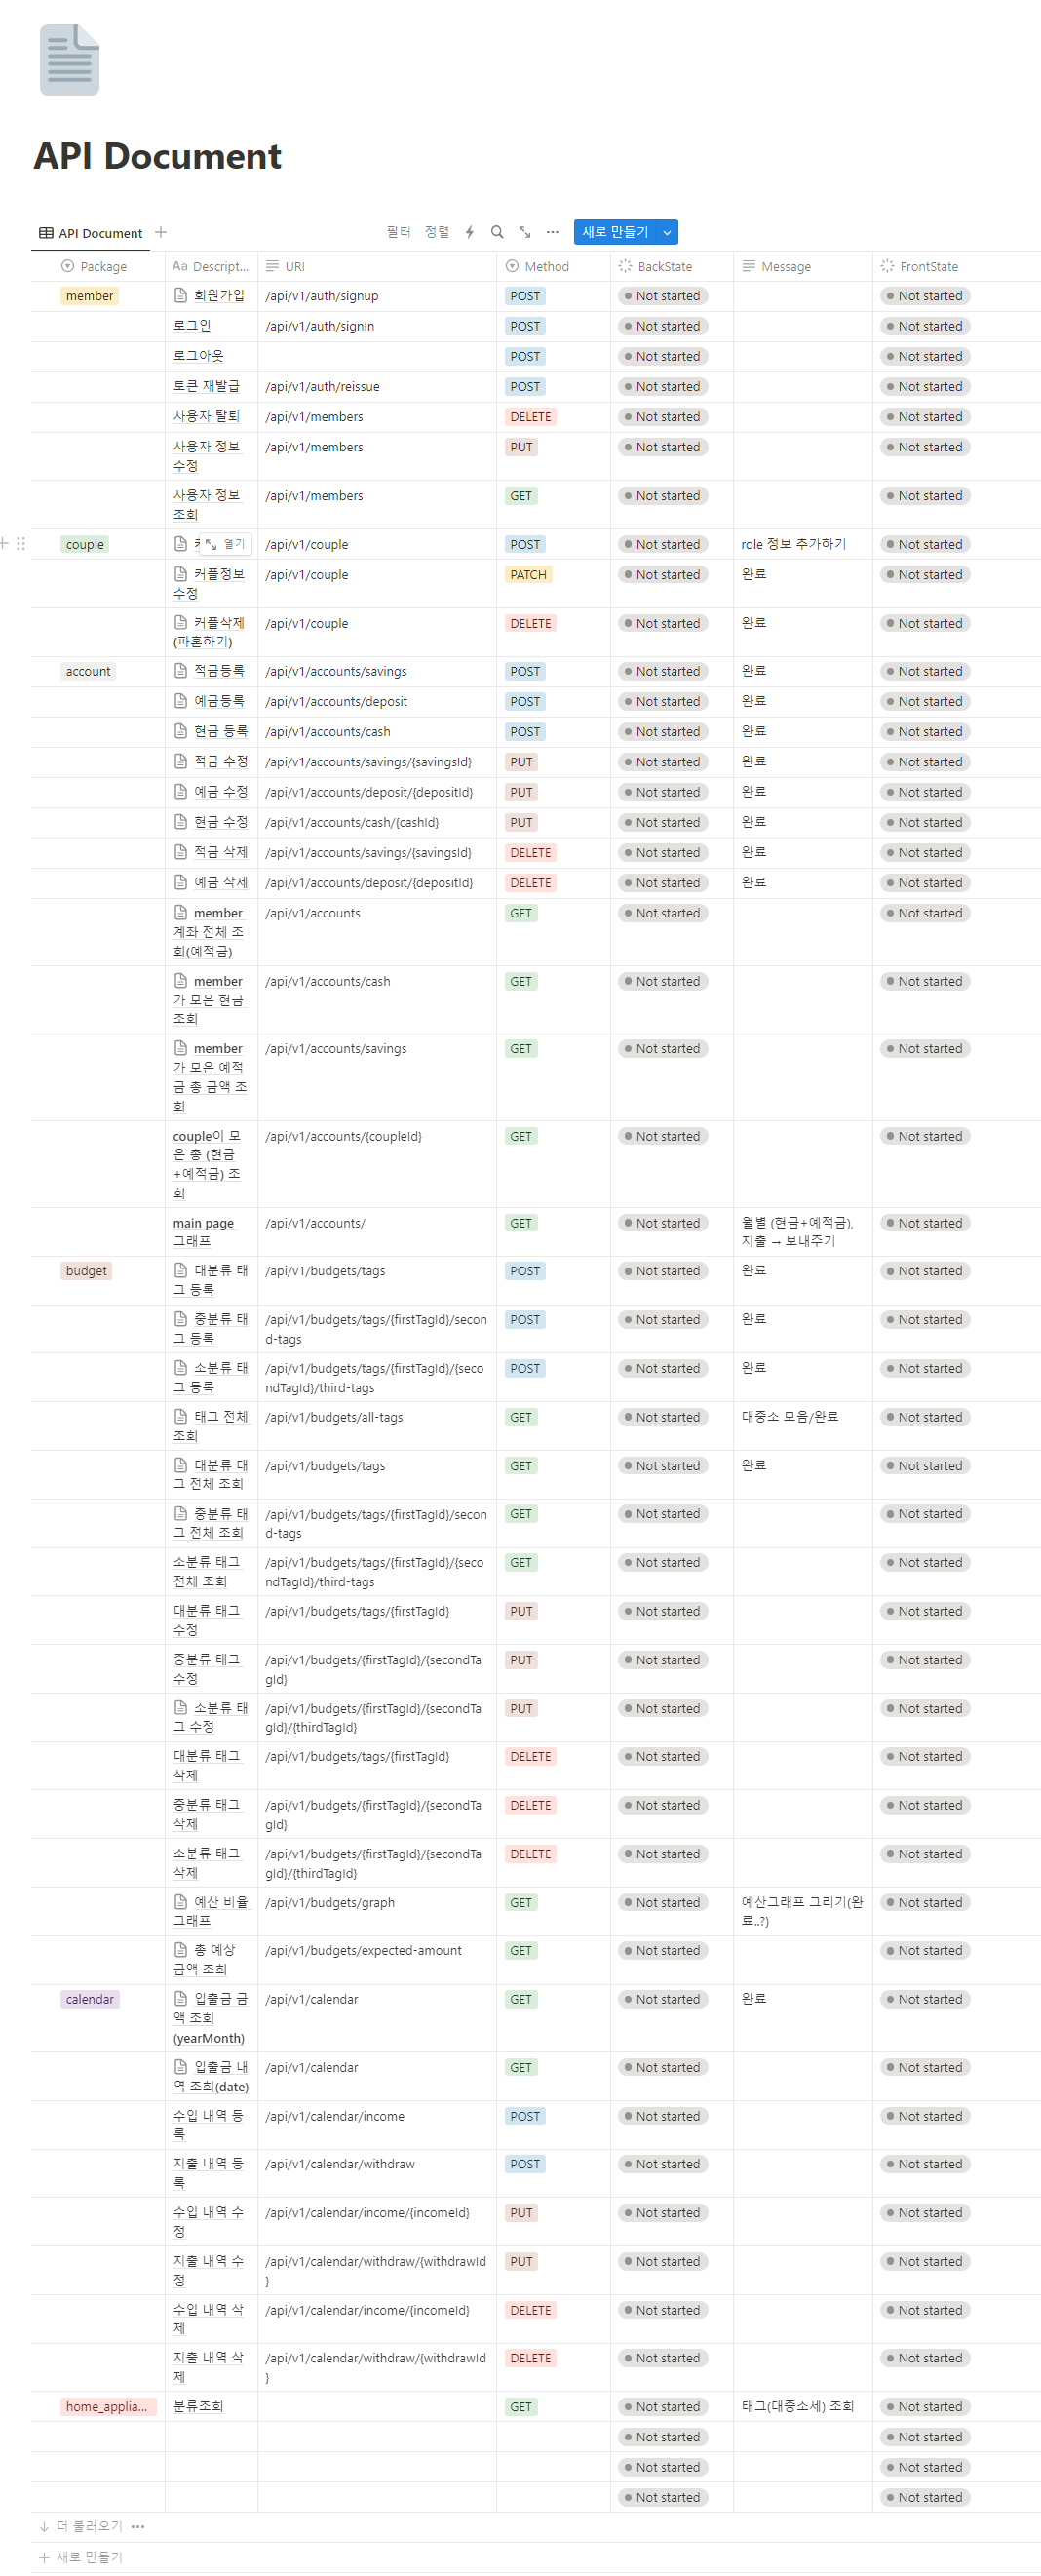 API Document
API Document
필터 정렬 새로 만들기
Package Descript... URI Method BackState Message FrontState
member 회원가입 /api/v1/auth/signup POST Not started Not started
로그인 /api/v1/auth/signIn POST Not started Not started
로그아웃 POST Not started Not started
토큰 재발급 /api/v1/auth/reissue POST Not started Not started
사용자 탈퇴 /api/v1/members DELETE Not started Not started
사용자 정보 /api/v1/members PUT Not started Not started
수정
사용자 정보 /api/v1/members GET Not started Not started
조회
couple 열기 /api/v1/couple POST Not started role 정보 추가하기 Not started
커플정보 /api/v1/couple PATCH Not started 완료 Not started
수정
커플삭제 /api/v1/couple DELETE Not started 완료 Not started
(파혼하기)
account 적금등록 /api/v1/accounts/savings POST Not started 완료 Not started
예금등록 /api/v1/accounts/deposit POST Not started 완료 Not started
현금 등록 /api/v1/accounts/cash POST Not started 완료 Not started
적금 수정 /api/v1/accounts/savings/{savingsId} PUT Not started 완료 Not started
예금 수정 /api/v1/accounts/deposit/{depositId} PUT Not started 완료 Not started
현금 수정 /api/v1/accounts/cash/{cashId} PUT Not started 완료 Not started
적금 삭제 /api/v1/accounts/savings/{savingsId} DELETE Not started 완료 Not started
예금 삭제 /api/v1/accounts/deposit/{depositId} DELETE Not started 완료 Not started
member /api/v1/accounts GET Not started Not started
계좌 전체 조
회(예적금)
member /api/v1/accounts/cash GET Not started Not started
가 모은 현금
조회
member /api/v1/accounts/savings GET Not started Not started
가 모은 예적
금 총 금액 조
회
couple이 모 /api/v1/accounts/{coupleId} GET Not started Not started
은 총 (현금
+예적금) 조
회
main page /api/v1/accounts/ GET Not started 월별 (현금+예적금), Not started
그래프 지출 → 보내주기
budget 대분류 태 /api/v1/budgets/tags POST Not started 완료 Not started
그 등록
중분류 태 /api/v1/budgets/tags/{firstTagId}/secon POST Not started 완료 Not started
그 등록 d-tags
소분류 태 /api/v1/budgets/tags/{firstTagId}/{seco POST Not started 완료 Not started
그 등록 ndTagId}/third-tags
태그 전체 /api/v1/budgets/all-tags GET Not started 대중소 모음/완료 Not started
조회
대분류 태 /api/v1/budgets/tags GET Not started 완료 Not started
그 전체 조회
중분류 태 /api/v1/budgets/tags/{firstTagId}/secon GET Not started Not started
그 전체 조회 d-tags
소분류 태그 /api/v1/budgets/tags/{firstTagId}/{seco GET Not started Not started
전체 조회 ndTagId}/third-tags
대분류 태그 /api/v1/budgets/tags/{firstTagId} PUT Not started Not started
수정
중분류 태그 /api/v1/budgets/{firstTagId}/{secondTa PUT Not started Not started
수정 gId}
소분류 태 /api/v1/budgets/{firstTagId}/{secondTa PUT Not started Not started
그 수정 gId}/{thirdTagId}
대분류 태그 /api/v1/budgets/tags/{firstTagId} DELETE Not started Not started
삭제
중분류 태그 /api/v1/budgets/{firstTagId}/{secondTa DELETE Not started Not started
삭제 gId}
소분류 태그 /api/v1/budgets/{firstTagId}/{secondTa DELETE Not started Not started
삭제 gId}/{thirdTagId}
예산 비율 /api/v1/budgets/graph GET Not started 예산그래프 그리기(완 Not started
그래프 료..?)
총 예상 /api/v1/budgets/expected-amount GET Not started Not started
금액 조회
calendar 입출금 금 /api/v1/calendar GET Not started 완료 Not started
액 조회
(yearMonth)
입출금 내 /api/v1/calendar GET Not started Not started
역 조회(date)
수입 내역 등 /api/v1/calendar/income POST Not started Not started
록
지출 내역 등 /api/v1/calendar/withdraw POST Not started Not started
록
수입 내역 수 /api/v1/calendar/income/{incomeId} PUT Not started Not started
정
지출 내역 수 /api/v1/calendar/withdraw/{withdrawId PUT Not started Not started
정 }
수입 내역 삭 /api/v1/calendar/income/{incomeId} DELETE Not started Not started
제
지출 내역 삭 /api/v1/calendar/withdraw/{withdrawId DELETE Not started Not started
제 }
home_applia... 분류조회 GET Not started 태그(대중소세) 조회 Not started
Not started Not started
Not started Not started
Not started Not started
더 불러오기
새로 만들기